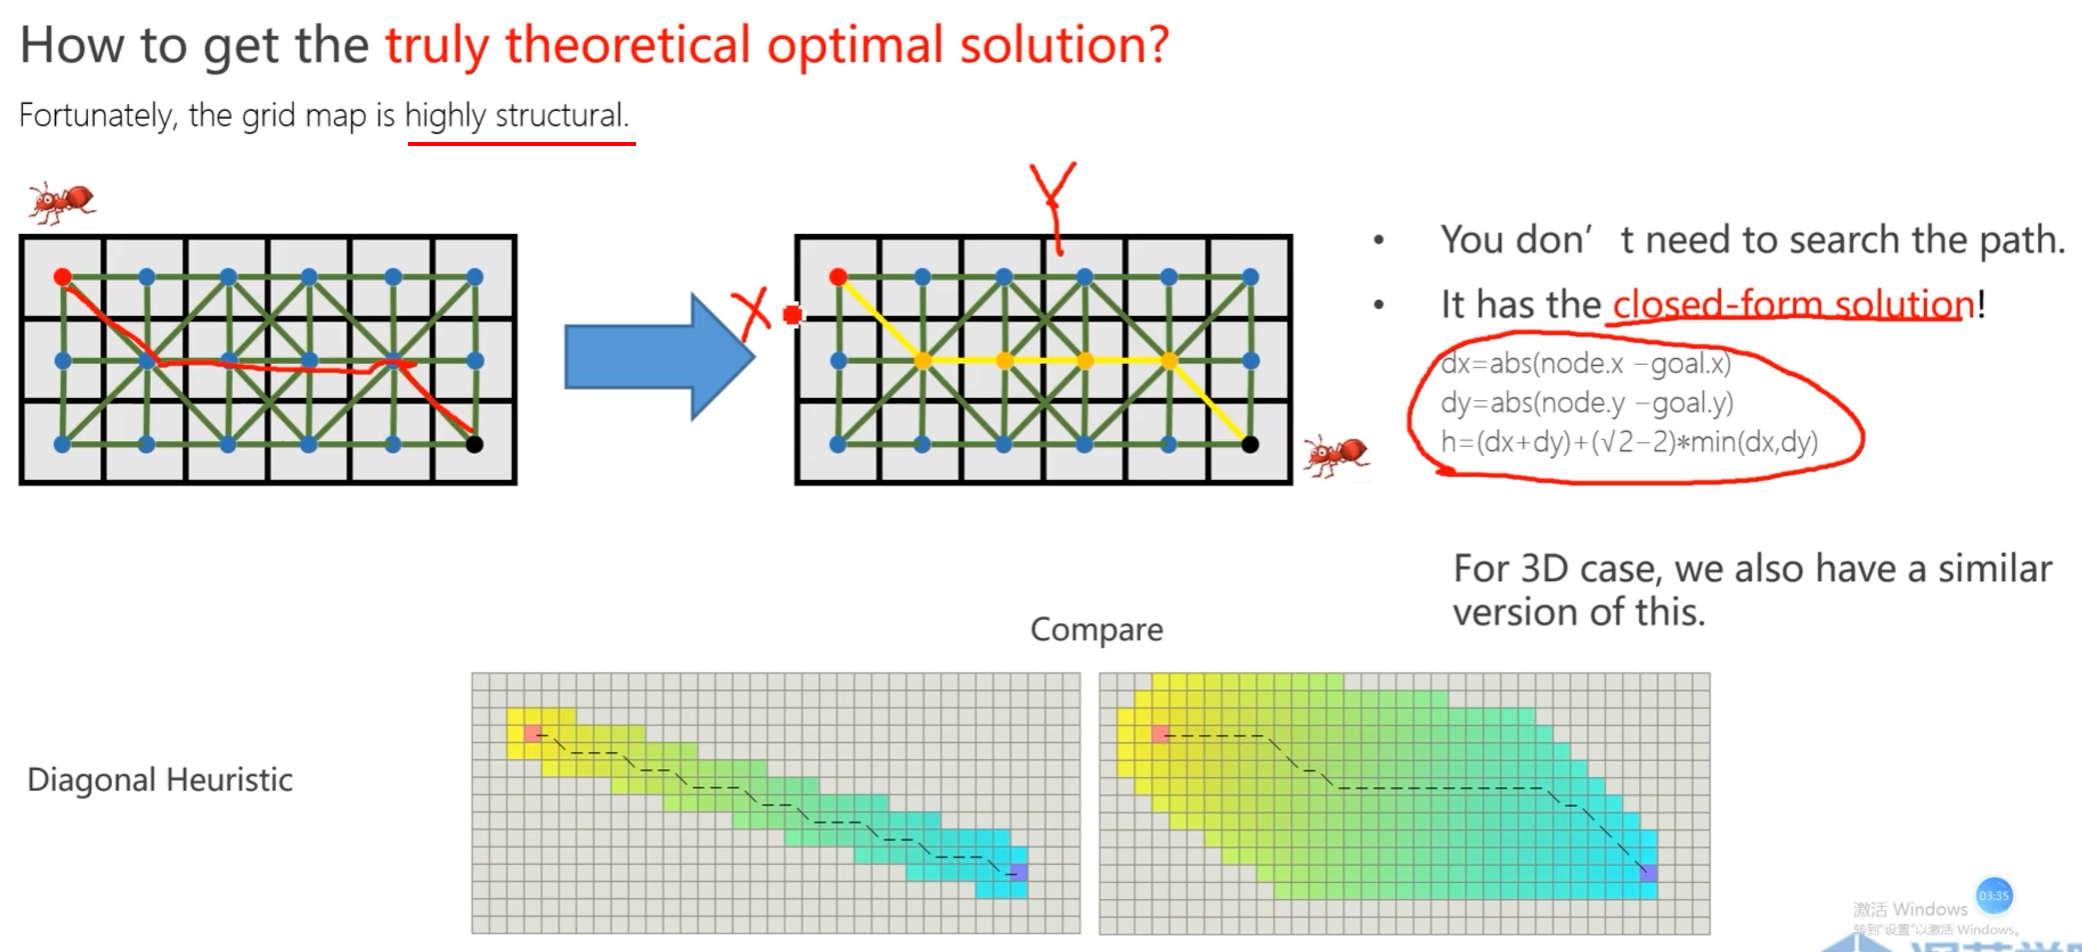 How to get the truly theoretical optimal solution?
Fortunately, the grid map is highly structural.
Y
X
• You don’ t need to search the path.
• It has the closed-form solution!
dx=abs(node.x −goal.x)
dy=abs(node.y −goal.y)
h=(dx+dy)+(√2−2)*min(dx,dy)
For 3D case, we also have a similar
version of this.
Compare
Diagonal Heuristic
03:35
激活 Windows
转到"设置"以激活 Windows。